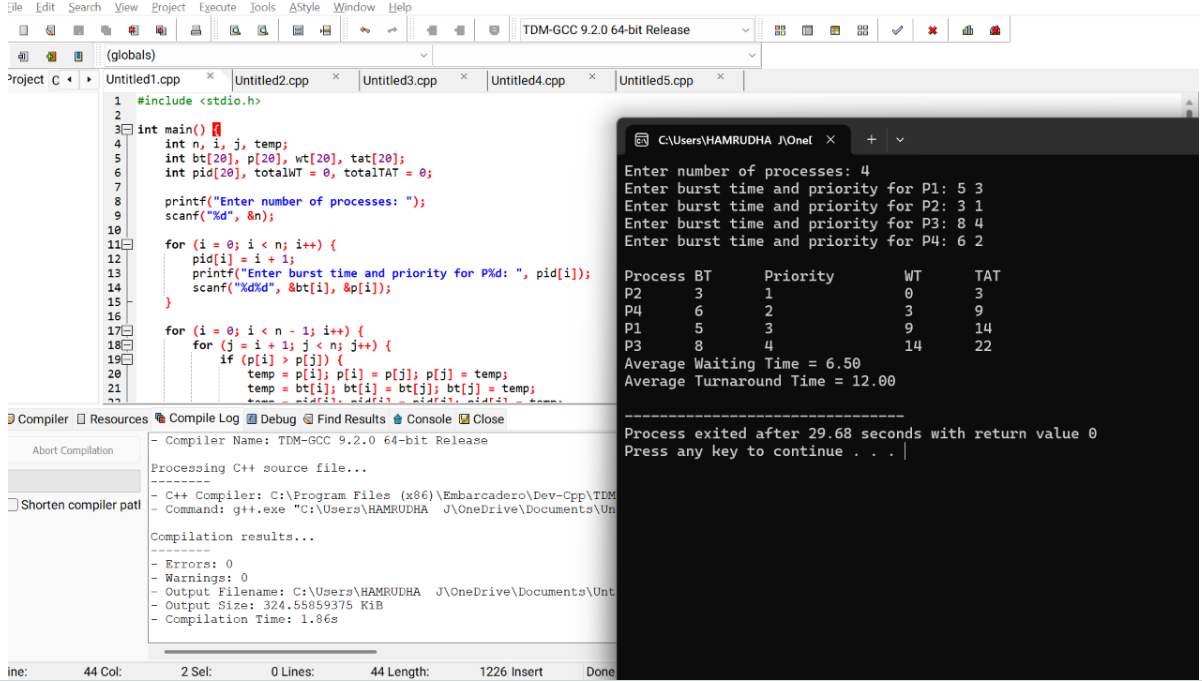 File Edit Search View Project Execute Tools AStyle Window Help
TDM-GCC 9.2.0 64-bit Release
(globals)
Project C
Untitled1.cpp × Untitled2.cpp × Untitled3.cpp × Untitled4.cpp × Untitled5.cpp ×
1 #include <stdio.h>
2
3 int main() {
4 int n, i, j, temp;
5 int bt[20], p[20], wt[20], tat[20];
6 int pid[20], totalWT = 0, totalTAT = 0;
7
8 printf("Enter number of processes: ");
9 scanf("%d", &n);
10
11 for (i = 0; i < n; i++) {
12 pid[i] = i + 1;
13 printf("Enter burst time and priority for P%d: ", pid[i]);
14 scanf("%d%d", &bt[i], &p[i]);
15 }
16
17 for (i = 0; i < n - 1; i++) {
18 for (j = i + 1; j < n; j++) {
19 if (p[i] > p[j]) {
20 temp = p[i]; p[i] = p[j]; p[j] = temp;
21 temp = bt[i]; bt[i] = bt[j]; bt[j] = temp;
22 temp = pid[i]; pid[i] = pid[j]; pid[j] = temp;
Compiler Resources Compile Log Debug Find Results Console Close
Abort Compilation
Shorten compiler path
- Compiler Name: TDM-GCC 9.2.0 64-bit Release
Processing C++ source file...
--------
- C++ Compiler: C:\Program Files (x86)\Embarcadero\Dev-Cpp\TDM
- Command: g++.exe "C:\Users\HAMRUDHA J\OneDrive\Documents\Un
Compilation results...
--------
- Errors: 0
- Warnings: 0
- Output Filename: C:\Users\HAMRUDHA J\OneDrive\Documents\Unt
- Output Size: 324.55859375 KiB
- Compilation Time: 1.86s
ine: 44 Col: 2 Sel: 0 Lines: 44 Length: 1226 Insert Done
C:\Users\HAMRUDHA J\OneD × +
Enter number of processes: 4
Enter burst time and priority for P1: 5 3
Enter burst time and priority for P2: 3 1
Enter burst time and priority for P3: 8 4
Enter burst time and priority for P4: 6 2
Process BT Priority WT TAT
P2 3 1 0 3
P4 6 2 3 9
P1 5 3 9 14
P3 8 4 14 22
Average Waiting Time = 6.50
Average Turnaround Time = 12.00
--------------------------------
Process exited after 29.68 seconds with return value 0
Press any key to continue . . .